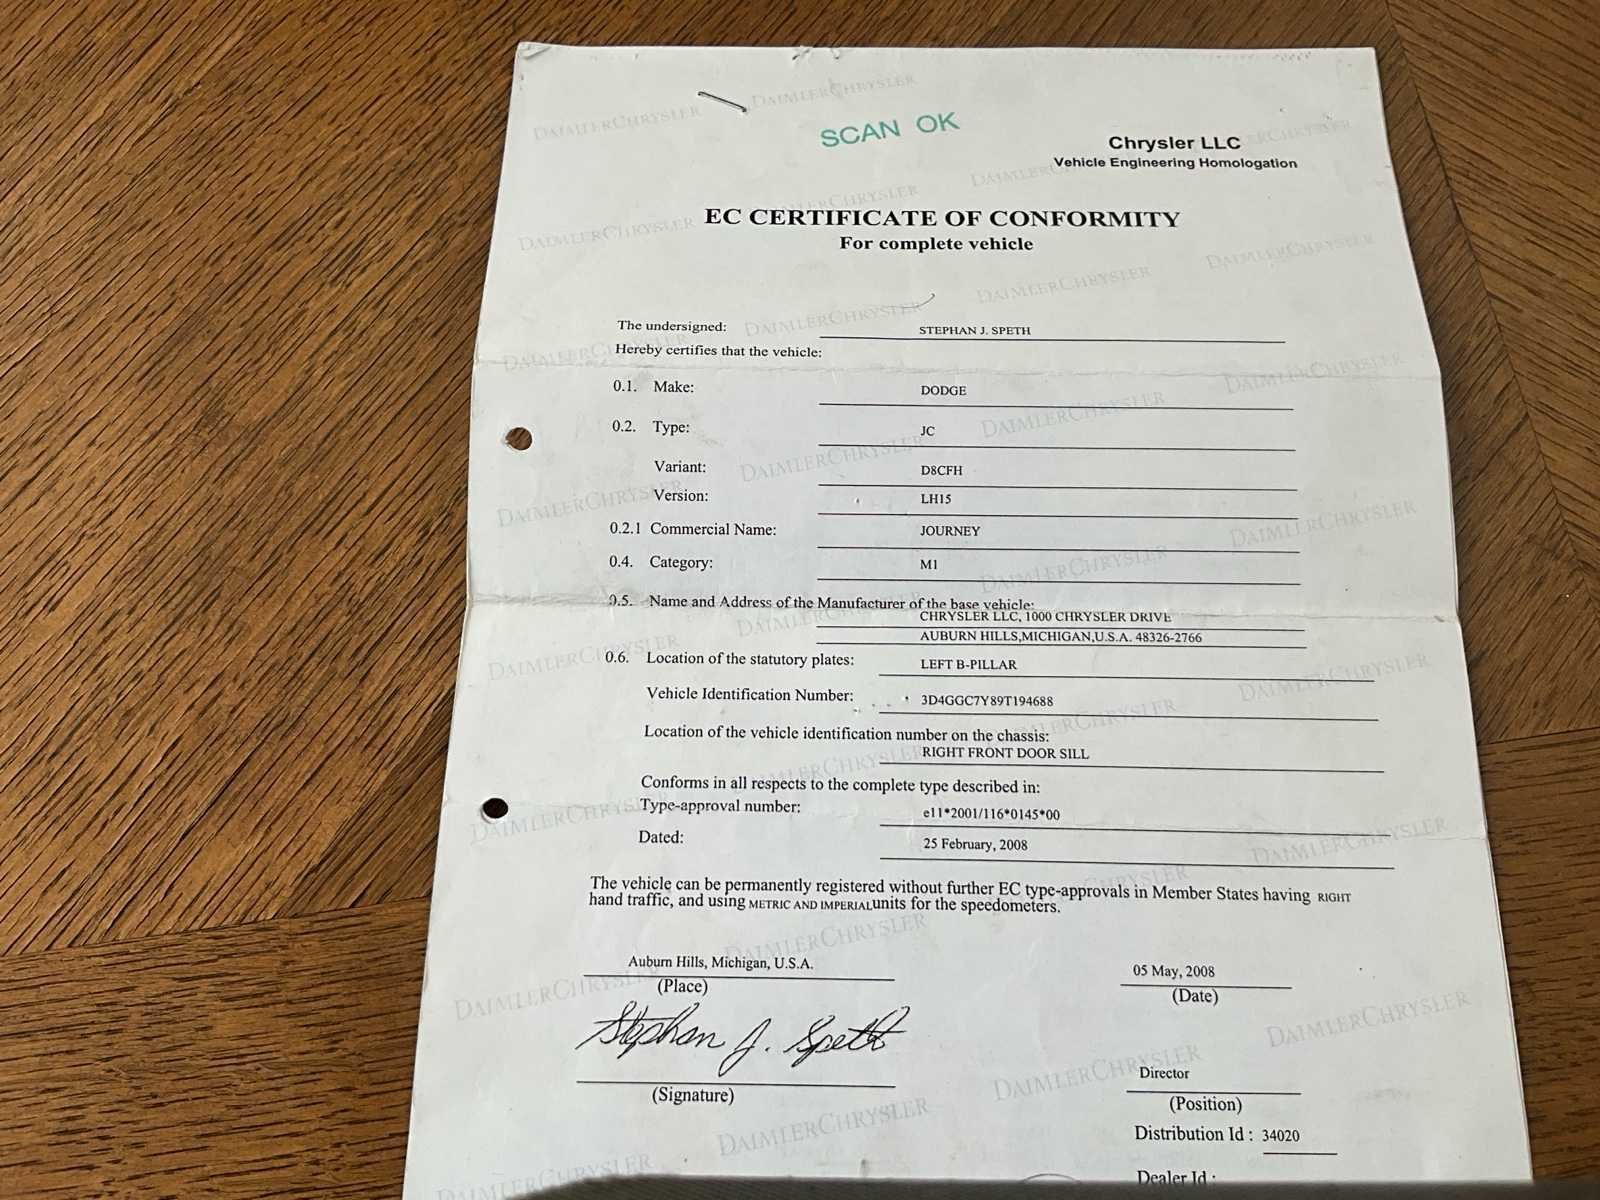 SCAN OK
Chrysler LLC
Vehicle Engineering Homologation
EC CERTIFICATE OF CONFORMITY
For complete vehicle
The undersigned: STEPHAN J. SPETH
Hereby certifies that the vehicle:
0.1. Make: DODGE
0.2. Type: JC
Variant: D8CFH
Version: LH15
0.2.1 Commercial Name: JOURNEY
0.4. Category: M1
0.5. Name and Address of the Manufacturer of the base vehicle:
CHRYSLER LLC, 1000 CHRYSLER DRIVE
AUBURN HILLS,MICHIGAN,U.S.A. 48326-2766
0.6. Location of the statutory plates: LEFT B-PILLAR
Vehicle Identification Number: 3D4GGC7Y89T194688
Location of the vehicle identification number on the chassis:
RIGHT FRONT DOOR SILL
Conforms in all respects to the complete type described in:
Type-approval number: e11*2001/116*0145*00
Dated: 25 February, 2008
The vehicle can be permanently registered without further EC type-approvals in Member States having RIGHT
hand traffic, and using METRIC AND IMPERIAL units for the speedometers.
Auburn Hills, Michigan, U.S.A. 05 May, 2008
(Place) (Date)
Stephan J. Speth
Director
(Signature) (Position)
Distribution Id : 34020
Dealer Id :
DAIMLERCHRYSLER